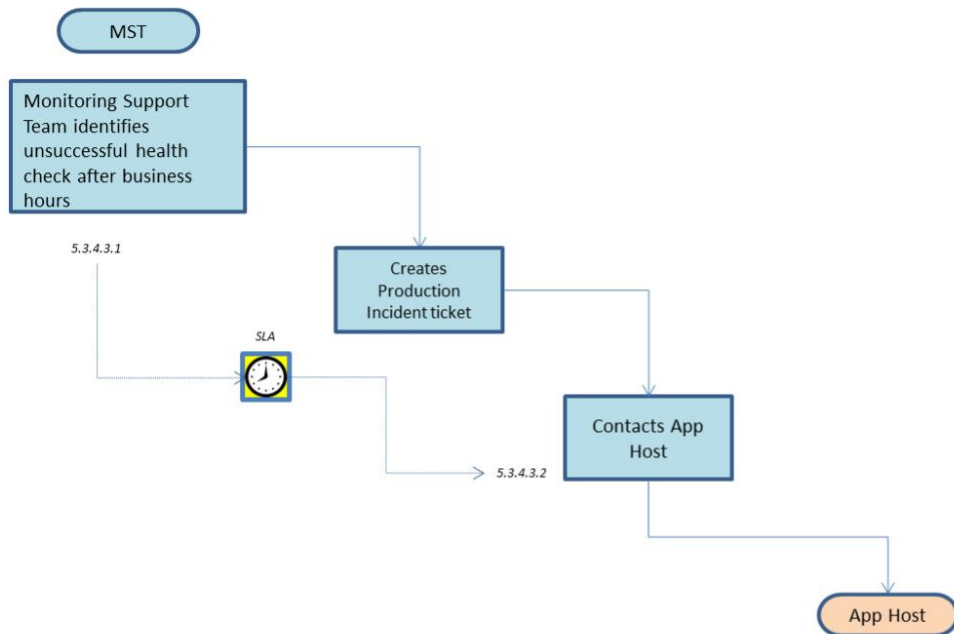 MST
Monitoring Support
Team identifies
unsuccessful health
check after business
hours
5.3.4.3.1
Creates
Production
Incident ticket
SLA
Contacts App
Host
5.3.4.3.2
App Host